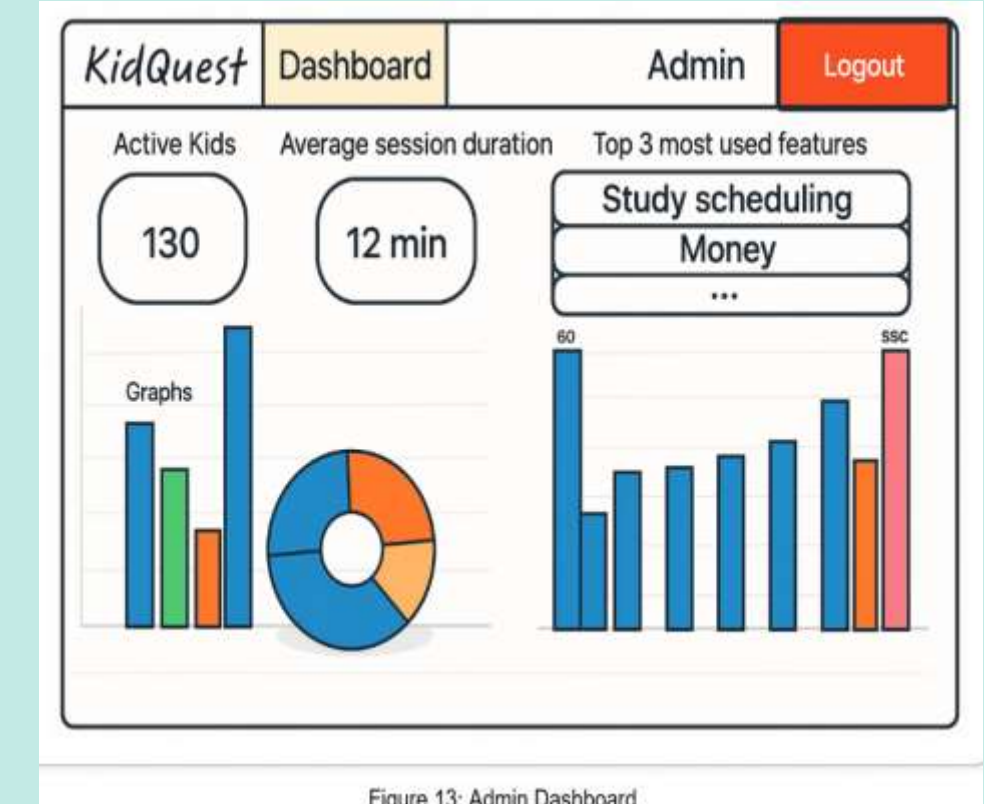 KidQuest Dashboard Admin Logout
Active Kids Average session duration Top 3 most used features
130 12 min
Study scheduling
Money
...
60 ssc
Graphs
Figure 13: Admin Dashboard